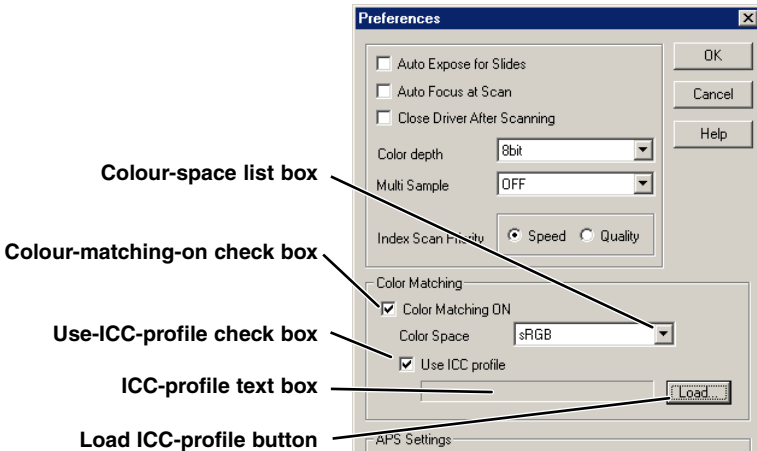 Preferences
Auto Expose for Slides
OK
Auto Focus at Scan
Cancel
Close Driver After Scanning
Help
Color depth 8bit
Colour-space list box
Multi Sample OFF
Index Scan Priority Speed Quality
Colour-matching-on check box
Color Matching
Color Matching ON
Use-ICC-profile check box
Color Space sRGB
Use ICC profile
ICC-profile text box
Load...
Load ICC-profile button
APS Settings